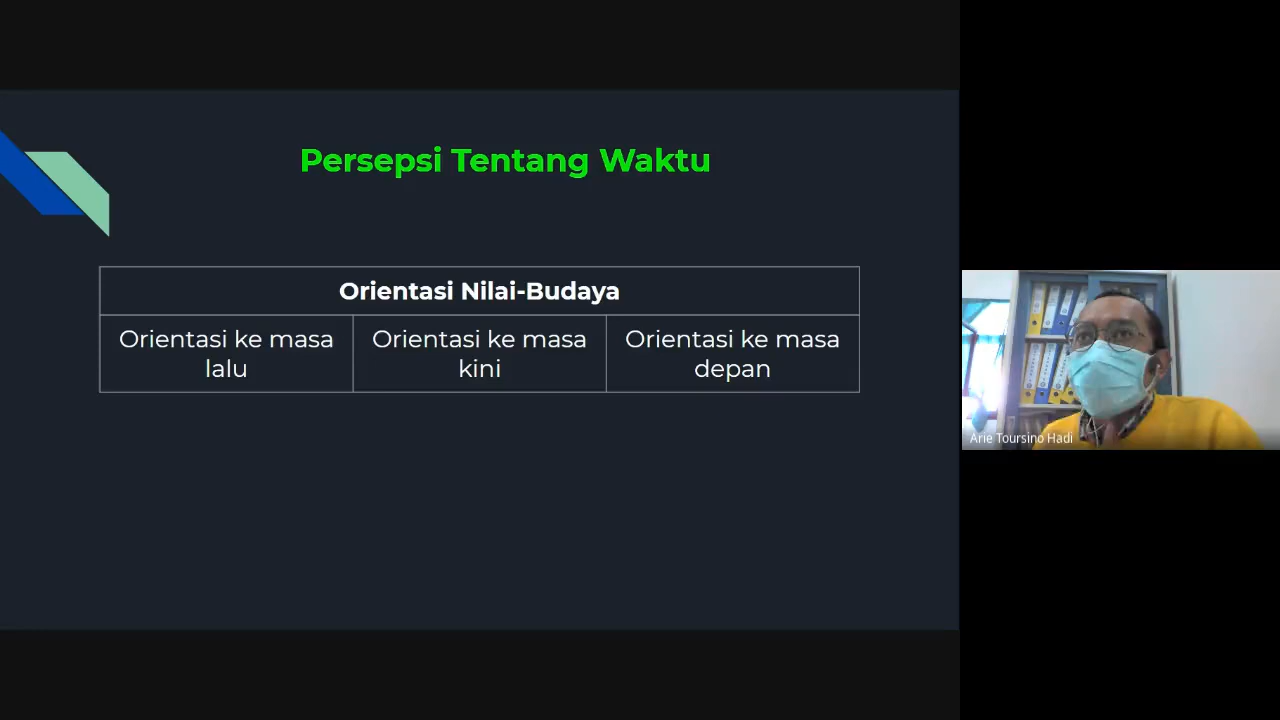 Persepsi Tentang Waktu
Orientasi Nilai-Budaya
Orientasi ke masa
lalu
Orientasi ke masa
kini
Orientasi ke masa
depan
Arie Toursino Hadi